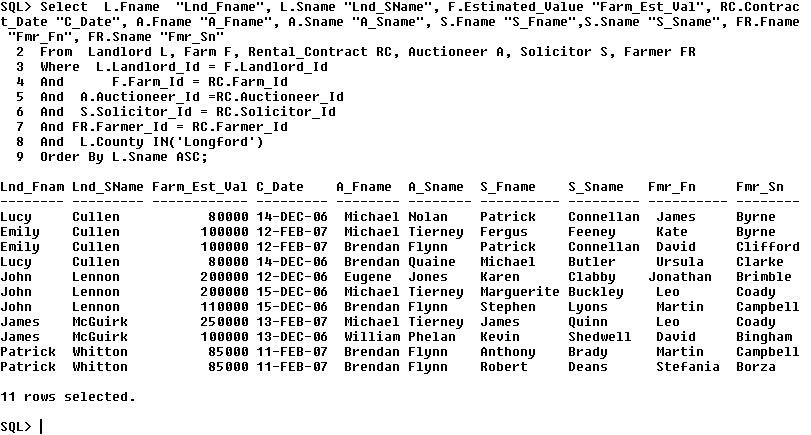 SQL> Select  L.Fname  "Lnd_Fname", L.Sname "Lnd_SName", F.Estimated_Value "Farm_Est_Val", RC.Contrac
t_Date "C_Date", A.Fname "A_Fname", A.Sname "A_Sname", S.Fname "S_Fname",S.Sname "S_Sname", FR.Fname
 "Fmr_Fn", FR.Sname "Fmr_Sn"
  2  From  Landlord L, Farm F, Rental_Contract RC, Auctioneer A, Solicitor S, Farmer FR
  3  Where  L.Landlord_Id = F.Landlord_Id
  4  And      F.Farm_Id = RC.Farm_Id
  5  And  A.Auctioneer_Id =RC.Auctioneer_Id
  6  And  S.Solicitor_Id = RC.Solicitor_Id
  7  And FR.Farmer_Id = RC.Farmer_Id
  8  And  L.County IN('Longford')
  9  Order By L.Sname ASC;
Lnd_Fnam Lnd_SName Farm_Est_Val C_Date    A_Fname  A_Sname  S_Fname    S_Sname  Fmr_Fn    Fmr_Sn
-------- --------- ------------ --------- -------- -------- ---------- -------- --------- --------
Lucy     Cullen           80000 14-DEC-06  Michael Nolan    Patrick    Connellan  James     Byrne
Emily    Cullen          100000 12-FEB-07  Michael Tierney  Fergus     Feeney     Kate      Byrne
Emily    Cullen          100000 12-FEB-07  Brendan Flynn    Patrick    Connellan  David     Clifford
Lucy     Cullen           80000 14-DEC-06  Brendan Quaine   Michael    Butler     Ursula    Clarke
John     Lennon          200000 12-DEC-06  Eugene  Jones    Karen      Clabby    Jonathan  Brimble
John     Lennon          200000 15-DEC-06  Michael Tierney  Marguerite Buckley    Leo       Coady
John     Lennon          110000 15-DEC-06  Brendan Flynn    Stephen    Lyons      Martin    Campbell
James    McGuirk         250000 13-FEB-07  Michael Tierney  James      Quinn      Leo       Coady
James    McGuirk         100000 13-DEC-06  William Phelan   Kevin      Shedwell   David     Bingham
Patrick  Whitton          85000 11-FEB-07  Brendan Flynn    Anthony    Brady      Martin    Campbell
Patrick  Whitton          85000 11-FEB-07  Brendan Flynn    Robert     Deans      Stefania  Borza
11 rows selected.
SQL>